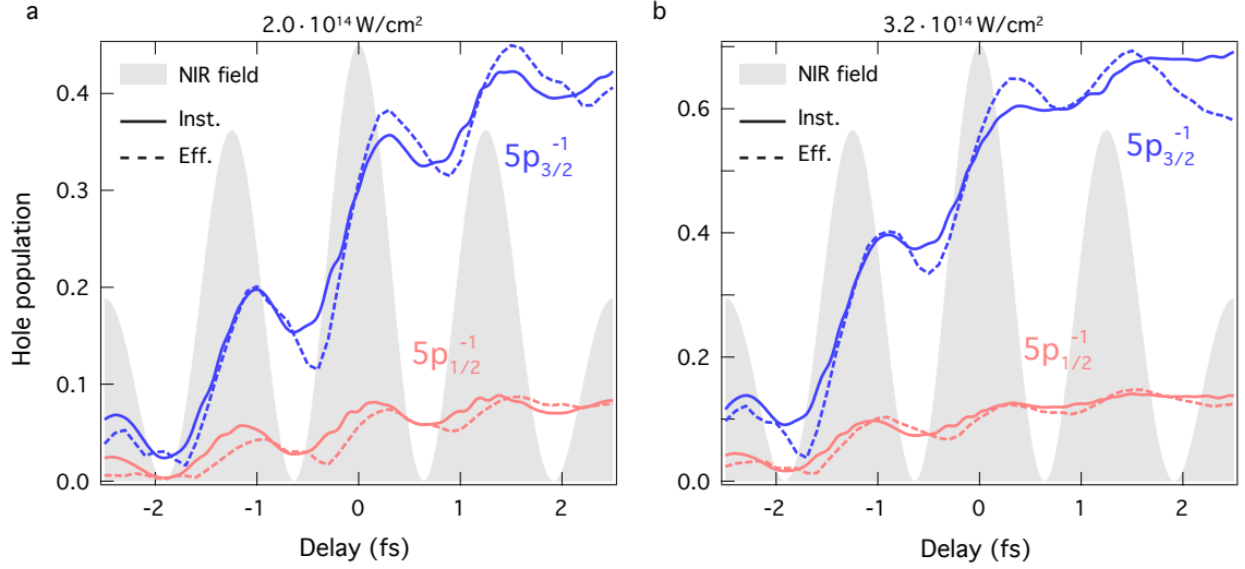 a
2.0 · 10¹⁴ W/cm²
NIR field
Inst.
Eff.
5p₃/₂⁻¹
5p₁/₂⁻¹
0.4
0.3
0.2
0.1
0.0
-2
-1
0
1
2
Hole population
Delay (fs)
b
3.2 · 10¹⁴ W/cm²
NIR field
Inst.
Eff.
5p₃/₂⁻¹
5p₁/₂⁻¹
0.6
0.4
0.2
0.0
-2
-1
0
1
2
Delay (fs)